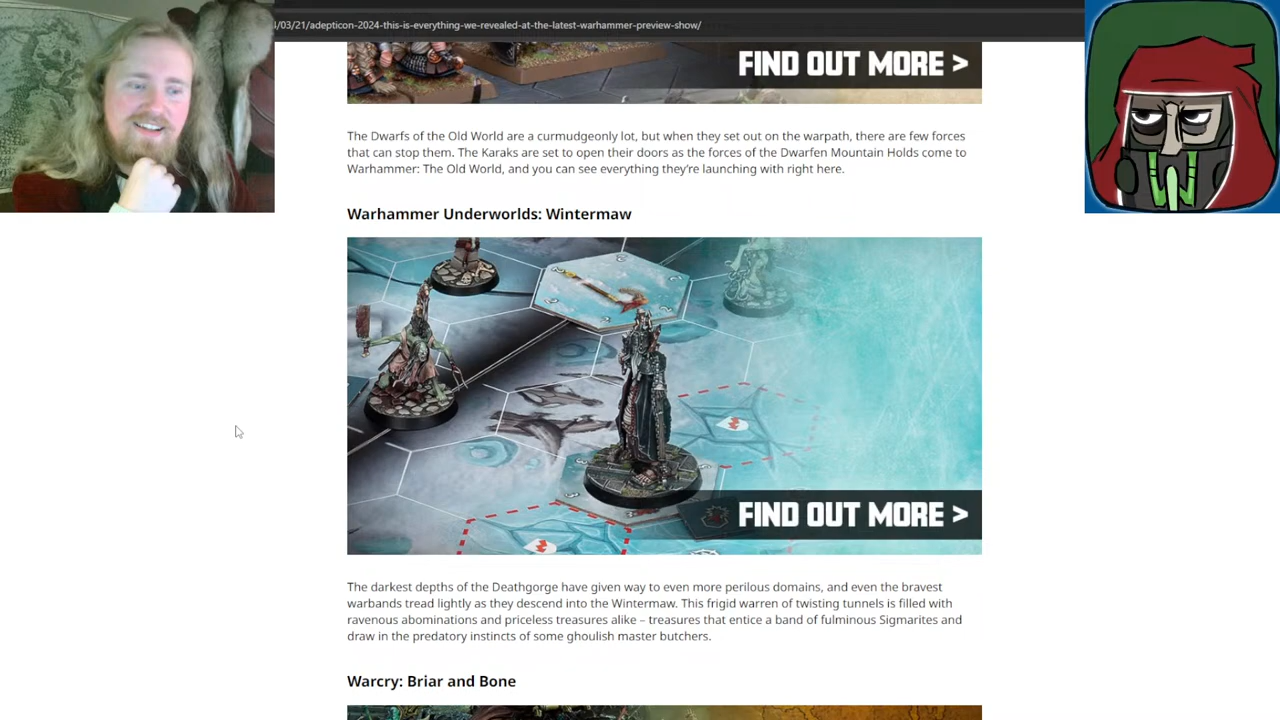 /03/21/adepticon-2024-this-is-everything-we-revealed-at-the-latest-warhammer-preview-show/
FIND OUT MORE >
The Dwarfs of the Old World are a curmudgeonly lot, but when they set out on the warpath, there are few forces
that can stop them. The Karaks are set to open their doors as the forces of the Dwarfen Mountain Holds come to
Warhammer: The Old World, and you can see everything they're launching with right here.
Warhammer Underworlds: Wintermaw
FIND OUT MORE >
The darkest depths of the Deathgorge have given way to even more perilous domains, and even the bravest
warbands tread lightly as they descend into the Wintermaw. This frigid warren of twisting tunnels is filled with
ravenous abominations and priceless treasures alike – treasures that entice a band of fulminous Sigmarites and
draw in the predatory instincts of some ghoulish master butchers.
Warcry: Briar and Bone